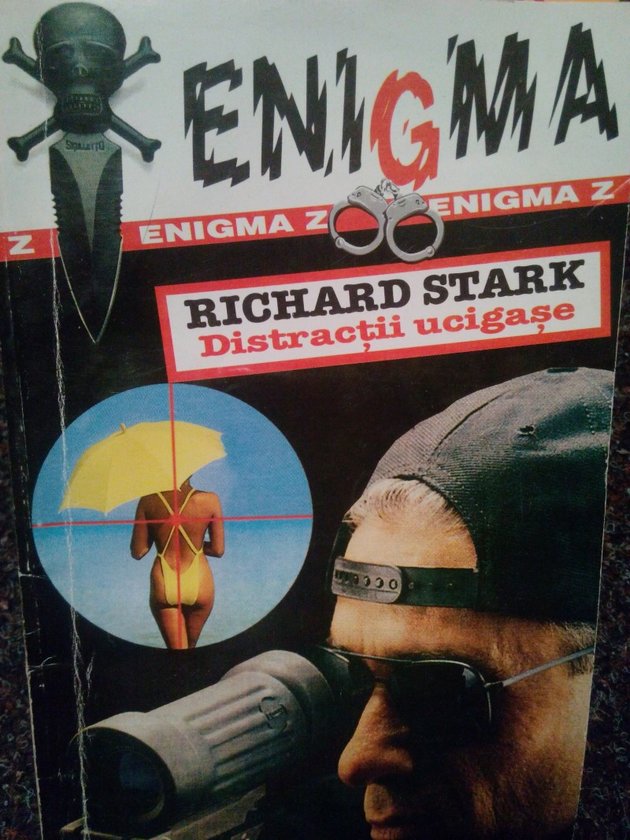 ENIGMA
Z ENIGMA Z ENIGMA Z
RICHARD STARK
Distracții ucigașe